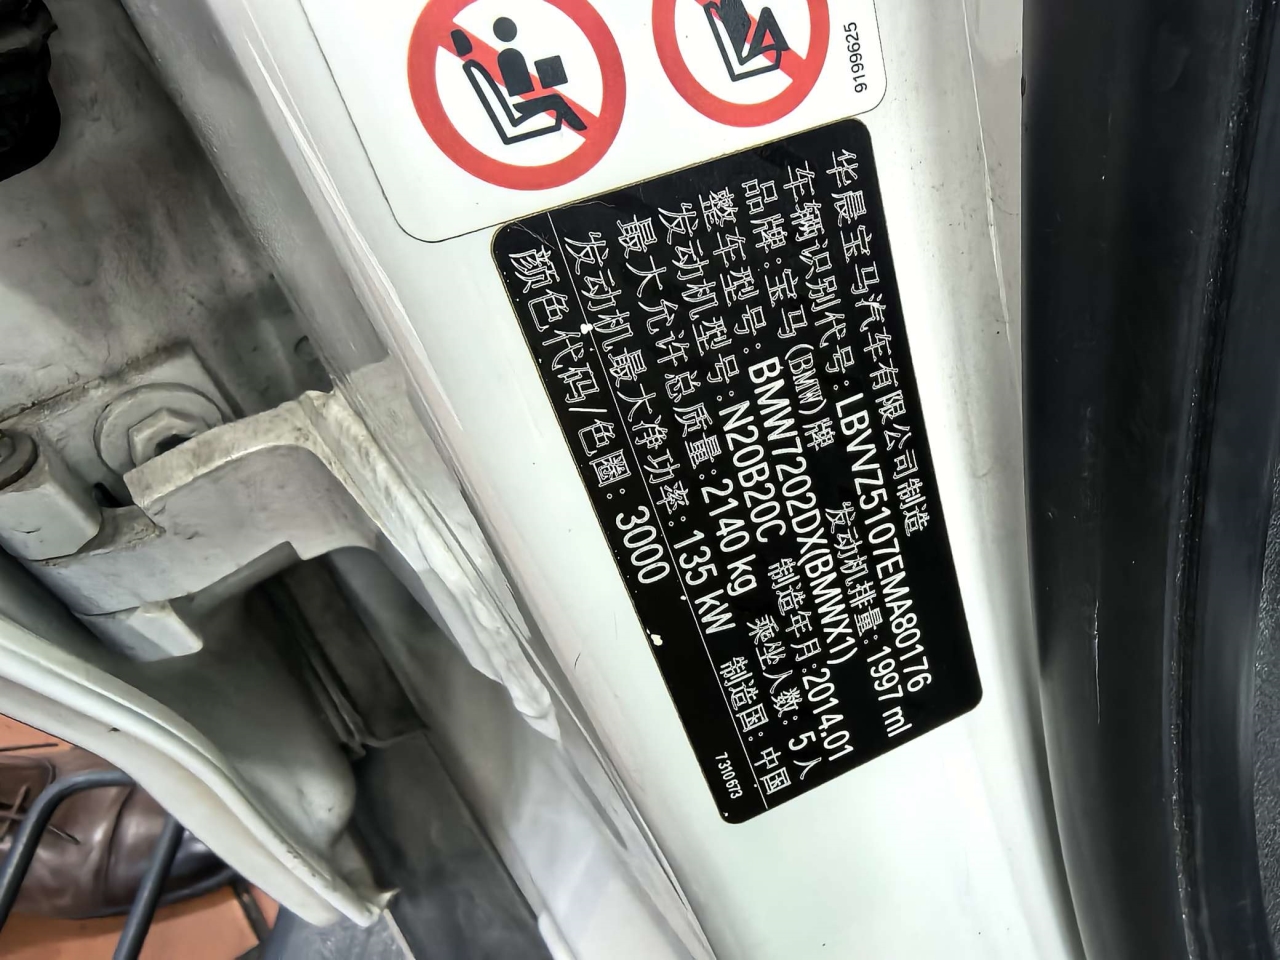 9199625
华晨宝马汽车有限公司制造
车辆识别代号:LBVVZ5107EMA80176
品牌:宝马(BMW)牌 发动机排量:1997 ml
整车型号:BMW7202DX(BMWX1)
发动机型号:N20B20C 制造年月:2014.01
最大允许总质量:2140 kg 乘坐人数:5人
发动机最大净功率:135 kW 制造国:中国
颜色代码/色圈:3000
7310673